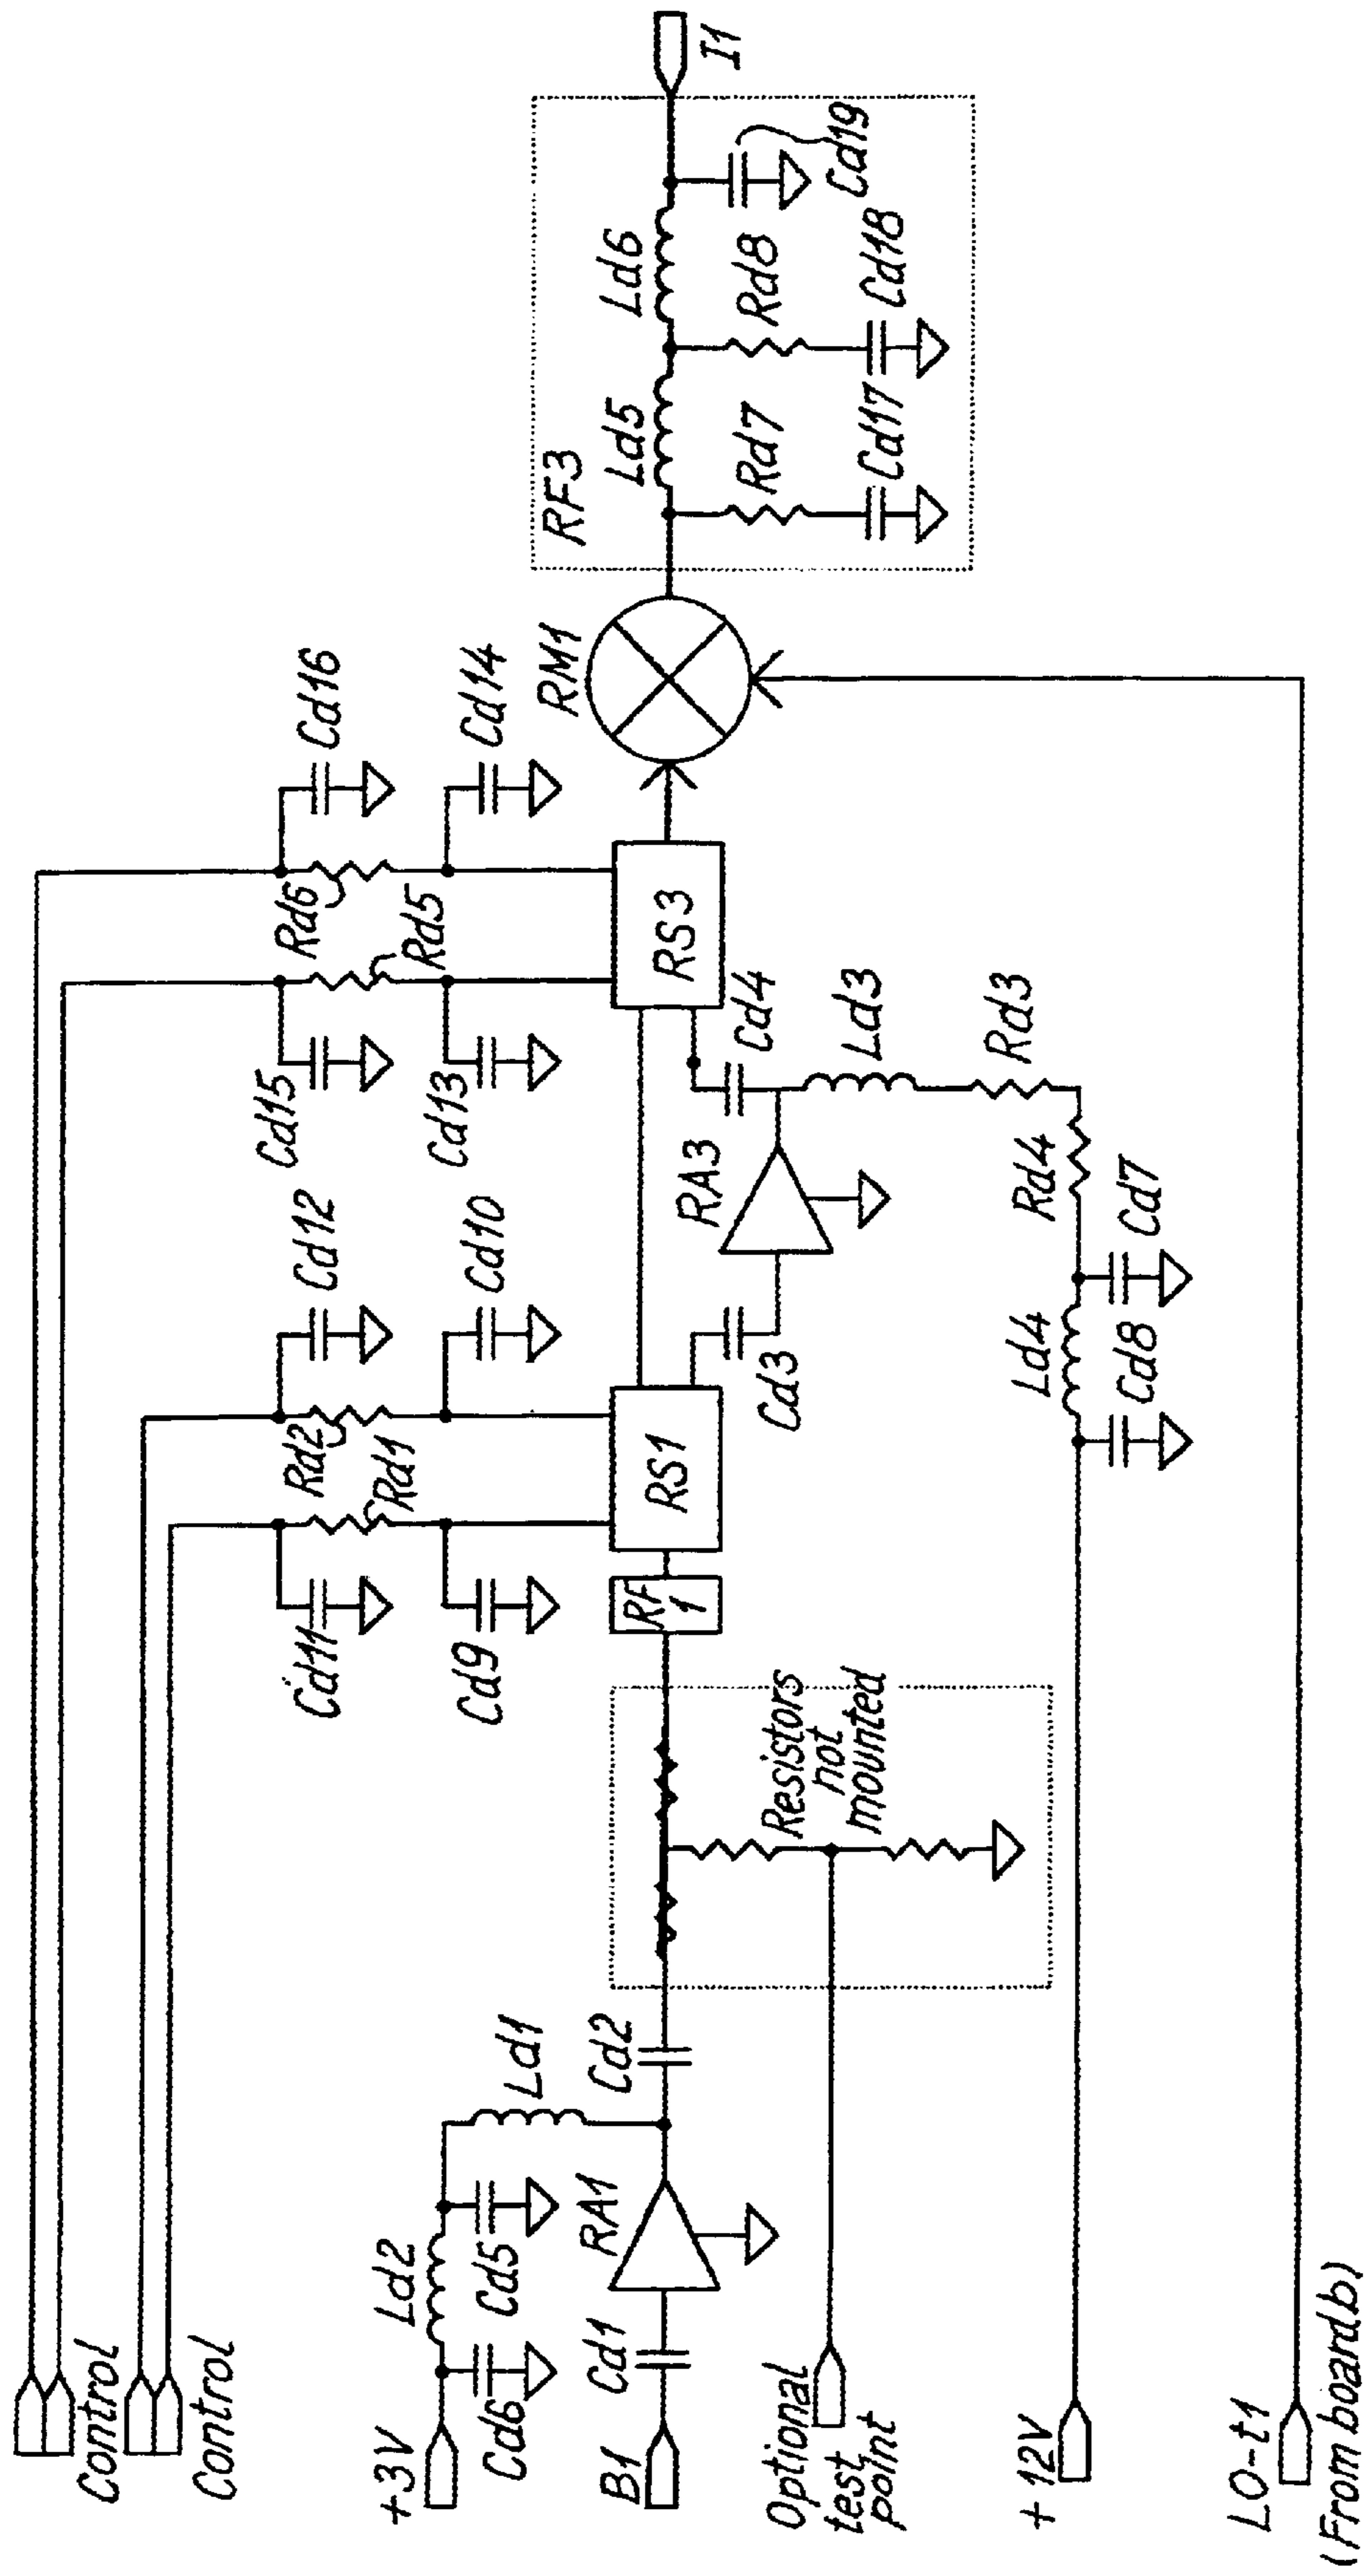 Control
Control
+3V
Ld2
Cd6
Cd5
Ld1
B1
Cd1
RA1
Cd2
Optional
test
point
Resistors
not
mounted
+12V
LO-t1
(From board b)
RF
1
Cd11
Cd9
Rd2
Rd1
Cd12
Cd10
RS1
Cd3
RA3
Cd4
Ld3
Rd3
Rd4
Cd7
Ld4
Cd8
Cd15
Cd13
Rd6
Rd5
RS3
Cd16
Cd14
RM1
RF3
Ld5
Ld6
Rd7
Rd8
Cd17
Cd18
Cd19
I1